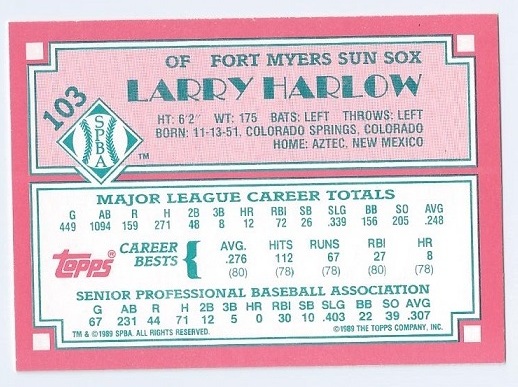 103
SPBA
TM
OF FORT MYERS SUN SOX
LARRY HARLOW
HT: 6'2" WT: 175 BATS: LEFT THROWS: LEFT
BORN: 11-13-51, COLORADO SPRINGS, COLORADO
HOME: AZTEC, NEW MEXICO
MAJOR LEAGUE CAREER TOTALS
G AB R H 2B 3B HR RBI SB SLG BB SO AVG
449 1094 159 271 48 8 12 72 26 .339 156 205 .248
topps® CAREER BESTS
AVG. HITS RUNS RBI HR
.276 112 67 27 8
(80) (78) (78) (80) (78)
SENIOR PROFESSIONAL BASEBALL ASSOCIATION
G AB R H 2B 3B HR RBI SB SLG BB SO AVG
67 231 44 71 12 5 0 30 10 .403 22 39 .307
TM & ©1989 SPBA. ALL RIGHTS RESERVED. ©1989 THE TOPPS COMPANY, INC.